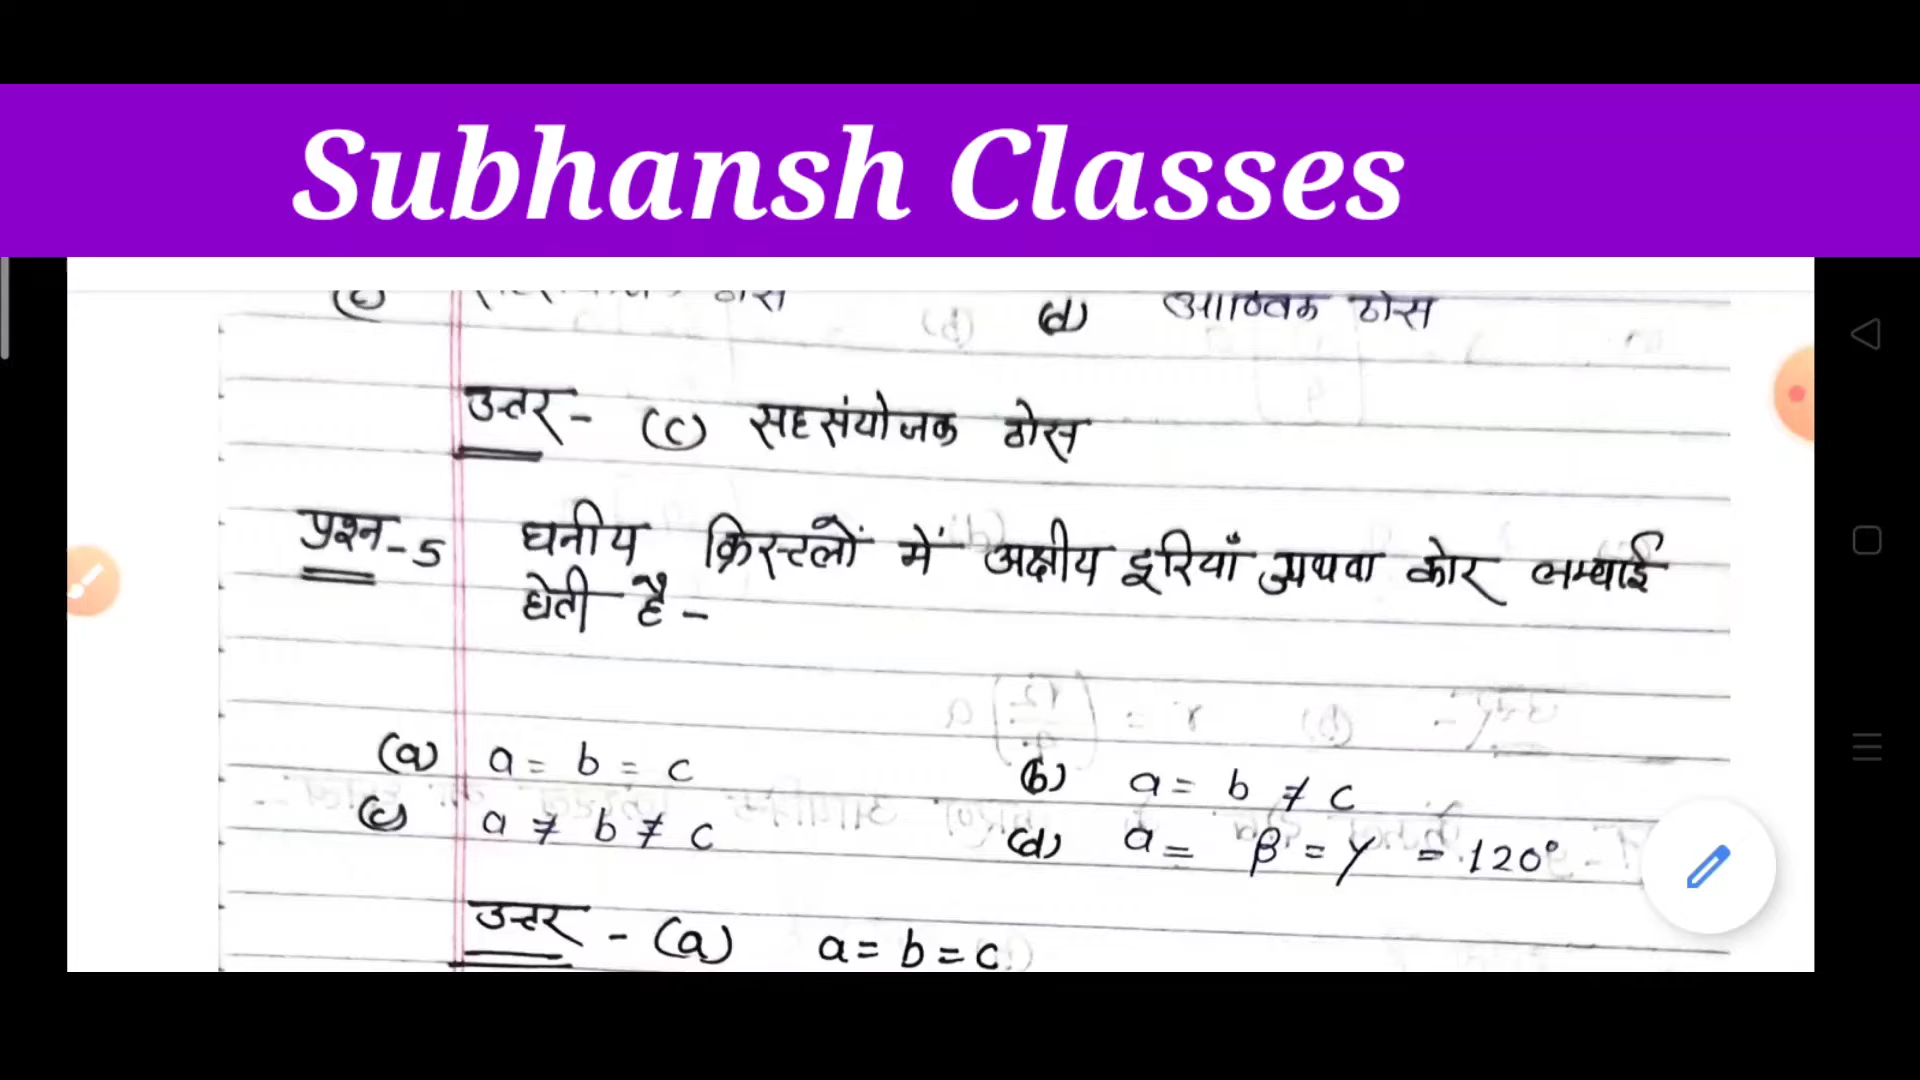 Subhansh Classes
(c) ठोस (d) आण्विक ठोस
उत्तर - (c) सहसंयोजक ठोस
प्रश्न - 5 घनीय क्रिस्टलों में अक्षीय दूरियाँ अथवा कोर लम्बाई
होती है -
(a) a = b = c (b) a = b ≠ c
(c) a ≠ b ≠ c (d) a = β = γ = 120°
उत्तर - (a) a = b = c